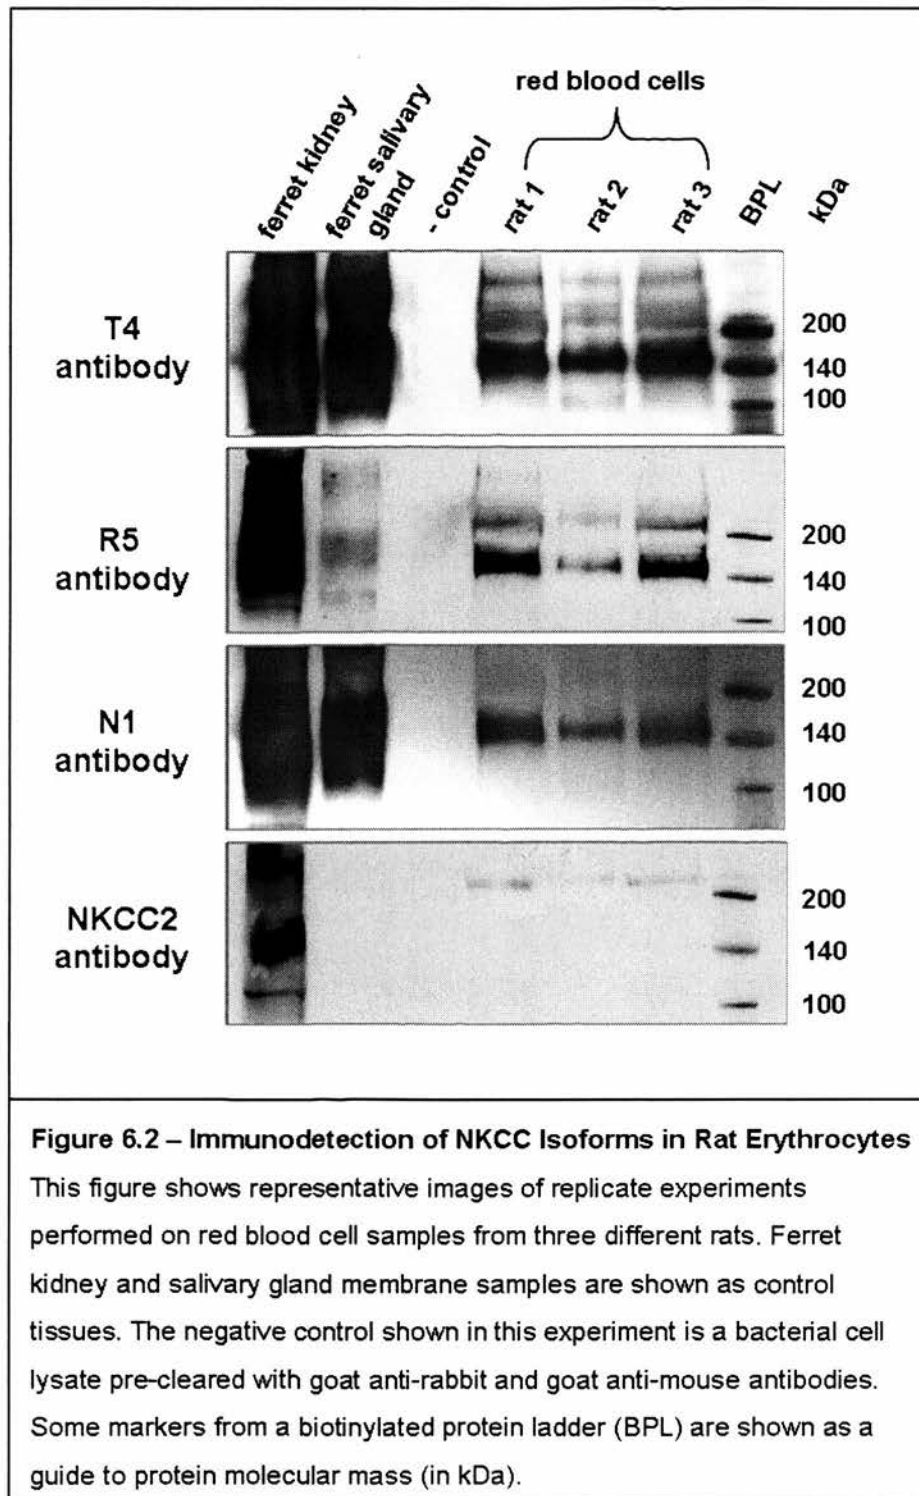 red blood cells
ferret kidney
ferret salivary
gland
- control
rat 1
rat 2
rat 3
BPL
kDa
T4
antibody
200
140
100
R5
antibody
200
140
100
N1
antibody
200
140
100
NKCC2
antibody
200
140
100
Figure 6.2 – Immunodetection of NKCC Isoforms in Rat Erythrocytes
This figure shows representative images of replicate experiments
performed on red blood cell samples from three different rats. Ferret
kidney and salivary gland membrane samples are shown as control
tissues. The negative control shown in this experiment is a bacterial cell
lysate pre-cleared with goat anti-rabbit and goat anti-mouse antibodies.
Some markers from a biotinylated protein ladder (BPL) are shown as a
guide to protein molecular mass (in kDa).